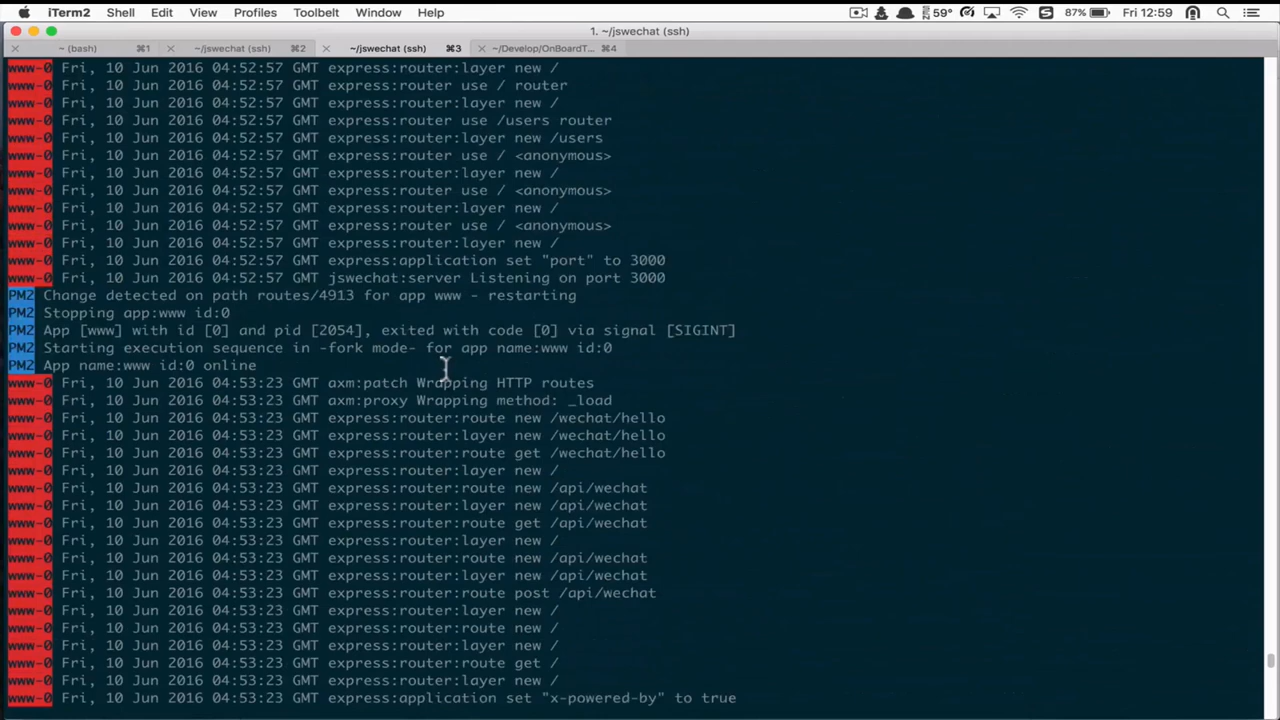 iTerm2 Shell Edit View Profiles Toolbelt Window Help 59° 87% Fri 12:59
1. ~/jswechat (ssh)
~ (bash) ⌘1 ~/jswechat (ssh) ⌘2 ~/jswechat (ssh) ⌘3 ~/Develop/OnBoardT... ⌘4
www-0 Fri, 10 Jun 2016 04:52:57 GMT express:router:layer new /
www-0 Fri, 10 Jun 2016 04:52:57 GMT express:router use / router
www-0 Fri, 10 Jun 2016 04:52:57 GMT express:router:layer new /
www-0 Fri, 10 Jun 2016 04:52:57 GMT express:router use /users router
www-0 Fri, 10 Jun 2016 04:52:57 GMT express:router:layer new /users
www-0 Fri, 10 Jun 2016 04:52:57 GMT express:router use / <anonymous>
www-0 Fri, 10 Jun 2016 04:52:57 GMT express:router:layer new /
www-0 Fri, 10 Jun 2016 04:52:57 GMT express:router use / <anonymous>
www-0 Fri, 10 Jun 2016 04:52:57 GMT express:router:layer new /
www-0 Fri, 10 Jun 2016 04:52:57 GMT express:router use / <anonymous>
www-0 Fri, 10 Jun 2016 04:52:57 GMT express:router:layer new /
www-0 Fri, 10 Jun 2016 04:52:57 GMT express:application set "port" to 3000
www-0 Fri, 10 Jun 2016 04:52:57 GMT jswechat:server Listening on port 3000
PM2 Change detected on path routes/4913 for app www - restarting
PM2 Stopping app:www id:0
PM2 App [www] with id [0] and pid [2054], exited with code [0] via signal [SIGINT]
PM2 Starting execution sequence in -fork mode- for app name:www id:0
PM2 App name:www id:0 online
www-0 Fri, 10 Jun 2016 04:53:23 GMT axm:patch Wrapping HTTP routes
www-0 Fri, 10 Jun 2016 04:53:23 GMT axm:proxy Wrapping method: _load
www-0 Fri, 10 Jun 2016 04:53:23 GMT express:router:route new /wechat/hello
www-0 Fri, 10 Jun 2016 04:53:23 GMT express:router:layer new /wechat/hello
www-0 Fri, 10 Jun 2016 04:53:23 GMT express:router:route get /wechat/hello
www-0 Fri, 10 Jun 2016 04:53:23 GMT express:router:layer new /
www-0 Fri, 10 Jun 2016 04:53:23 GMT express:router:route new /api/wechat
www-0 Fri, 10 Jun 2016 04:53:23 GMT express:router:layer new /api/wechat
www-0 Fri, 10 Jun 2016 04:53:23 GMT express:router:route get /api/wechat
www-0 Fri, 10 Jun 2016 04:53:23 GMT express:router:layer new /
www-0 Fri, 10 Jun 2016 04:53:23 GMT express:router:route new /api/wechat
www-0 Fri, 10 Jun 2016 04:53:23 GMT express:router:layer new /api/wechat
www-0 Fri, 10 Jun 2016 04:53:23 GMT express:router:route post /api/wechat
www-0 Fri, 10 Jun 2016 04:53:23 GMT express:router:layer new /
www-0 Fri, 10 Jun 2016 04:53:23 GMT express:router:route new /
www-0 Fri, 10 Jun 2016 04:53:23 GMT express:router:layer new /
www-0 Fri, 10 Jun 2016 04:53:23 GMT express:router:route get /
www-0 Fri, 10 Jun 2016 04:53:23 GMT express:router:layer new /
www-0 Fri, 10 Jun 2016 04:53:23 GMT express:application set "x-powered-by" to true